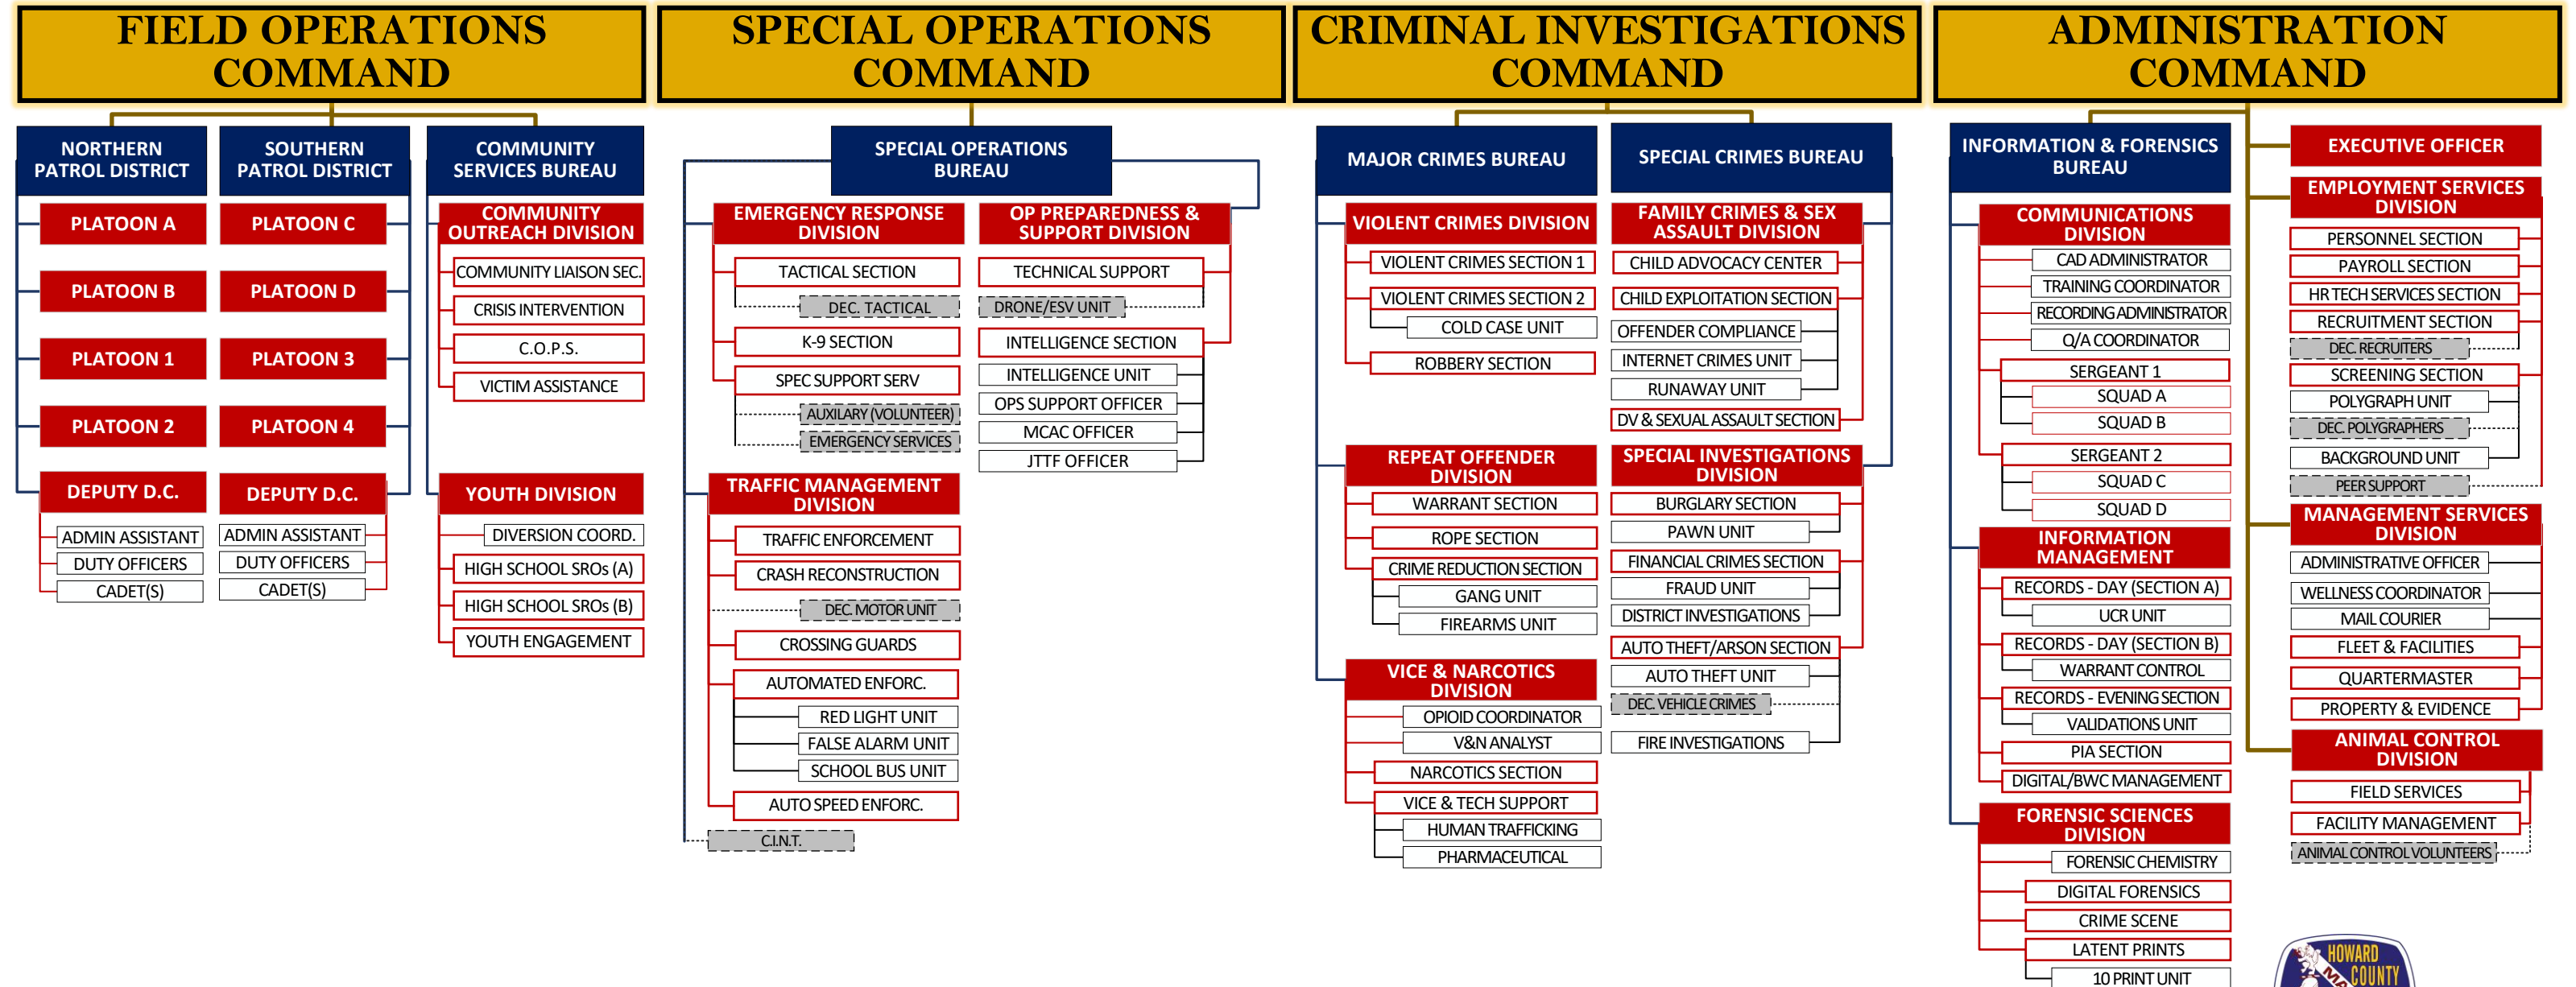 FIELD OPERATIONS
COMMAND
NORTHERN
PATROL DISTRICT
PLATOON A
PLATOON B
PLATOON 1
PLATOON 2
DEPUTY D.C.
ADMIN ASSISTANT
DUTY OFFICERS
CADET(S)
SOUTHERN
PATROL DISTRICT
PLATOON C
PLATOON D
PLATOON 3
PLATOON 4
DEPUTY D.C.
ADMIN ASSISTANT
DUTY OFFICERS
CADET(S)
COMMUNITY
SERVICES BUREAU
COMMUNITY
OUTREACH DIVISION
COMMUNITY LIAISON SEC.
CRISIS INTERVENTION
C.O.P.S.
VICTIM ASSISTANCE
YOUTH DIVISION
DIVERSION COORD.
HIGH SCHOOL SROs (A)
HIGH SCHOOL SROs (B)
YOUTH ENGAGEMENT
SPECIAL OPERATIONS
COMMAND
SPECIAL OPERATIONS
BUREAU
EMERGENCY RESPONSE
DIVISION
TACTICAL SECTION
DEC. TACTICAL
K-9 SECTION
SPEC SUPPORT SERV
AUXILARY (VOLUNTEER)
EMERGENCY SERVICES
TRAFFIC MANAGEMENT
DIVISION
TRAFFIC ENFORCEMENT
CRASH RECONSTRUCTION
DEC. MOTOR UNIT
CROSSING GUARDS
AUTOMATED ENFORC.
RED LIGHT UNIT
FALSE ALARM UNIT
SCHOOL BUS UNIT
AUTO SPEED ENFORC.
C.I.N.T.
OP PREPAREDNESS &
SUPPORT DIVISION
TECHNICAL SUPPORT
DRONE/ESV UNIT
INTELLIGENCE SECTION
INTELLIGENCE UNIT
OPS SUPPORT OFFICER
MCAC OFFICER
JTTF OFFICER
CRIMINAL INVESTIGATIONS
COMMAND
MAJOR CRIMES BUREAU
VIOLENT CRIMES DIVISION
VIOLENT CRIMES SECTION 1
VIOLENT CRIMES SECTION 2
COLD CASE UNIT
ROBBERY SECTION
REPEAT OFFENDER
DIVISION
WARRANT SECTION
ROPE SECTION
CRIME REDUCTION SECTION
GANG UNIT
FIREARMS UNIT
VICE & NARCOTICS
DIVISION
OPIOID COORDINATOR
V&N ANALYST
NARCOTICS SECTION
VICE & TECH SUPPORT
HUMAN TRAFFICKING
PHARMACEUTICAL
SPECIAL CRIMES BUREAU
FAMILY CRIMES & SEX
ASSAULT DIVISION
CHILD ADVOCACY CENTER
CHILD EXPLOITATION SECTION
OFFENDER COMPLIANCE
INTERNET CRIMES UNIT
RUNAWAY UNIT
DV & SEXUAL ASSAULT SECTION
SPECIAL INVESTIGATIONS
DIVISION
BURGLARY SECTION
PAWN UNIT
FINANCIAL CRIMES SECTION
FRAUD UNIT
DISTRICT INVESTIGATIONS
AUTO THEFT/ARSON SECTION
AUTO THEFT UNIT
DEC. VEHICLE CRIMES
FIRE INVESTIGATIONS
ADMINISTRATION
COMMAND
INFORMATION & FORENSICS
BUREAU
COMMUNICATIONS
DIVISION
CAD ADMINISTRATOR
TRAINING COORDINATOR
RECORDING ADMINISTRATOR
Q/A COORDINATOR
SERGEANT 1
SQUAD A
SQUAD B
SERGEANT 2
SQUAD C
SQUAD D
INFORMATION
MANAGEMENT
RECORDS - DAY (SECTION A)
UCR UNIT
RECORDS - DAY (SECTION B)
WARRANT CONTROL
RECORDS - EVENING SECTION
VALIDATIONS UNIT
PIA SECTION
DIGITAL/BWC MANAGEMENT
FORENSIC SCIENCES
DIVISION
FORENSIC CHEMISTRY
DIGITAL FORENSICS
CRIME SCENE
LATENT PRINTS
10 PRINT UNIT
EXECUTIVE OFFICER
EMPLOYMENT SERVICES
DIVISION
PERSONNEL SECTION
PAYROLL SECTION
HR TECH SERVICES SECTION
RECRUITMENT SECTION
DEC. RECRUITERS
SCREENING SECTION
POLYGRAPH UNIT
DEC. POLYGRAPHERS
BACKGROUND UNIT
PEER SUPPORT
MANAGEMENT SERVICES
DIVISION
ADMINISTRATIVE OFFICER
WELLNESS COORDINATOR
MAIL COURIER
FLEET & FACILITIES
QUARTERMASTER
PROPERTY & EVIDENCE
ANIMAL CONTROL
DIVISION
FIELD SERVICES
FACILITY MANAGEMENT
ANIMAL CONTROL VOLUNTEERS
HOWARD
COUNTY